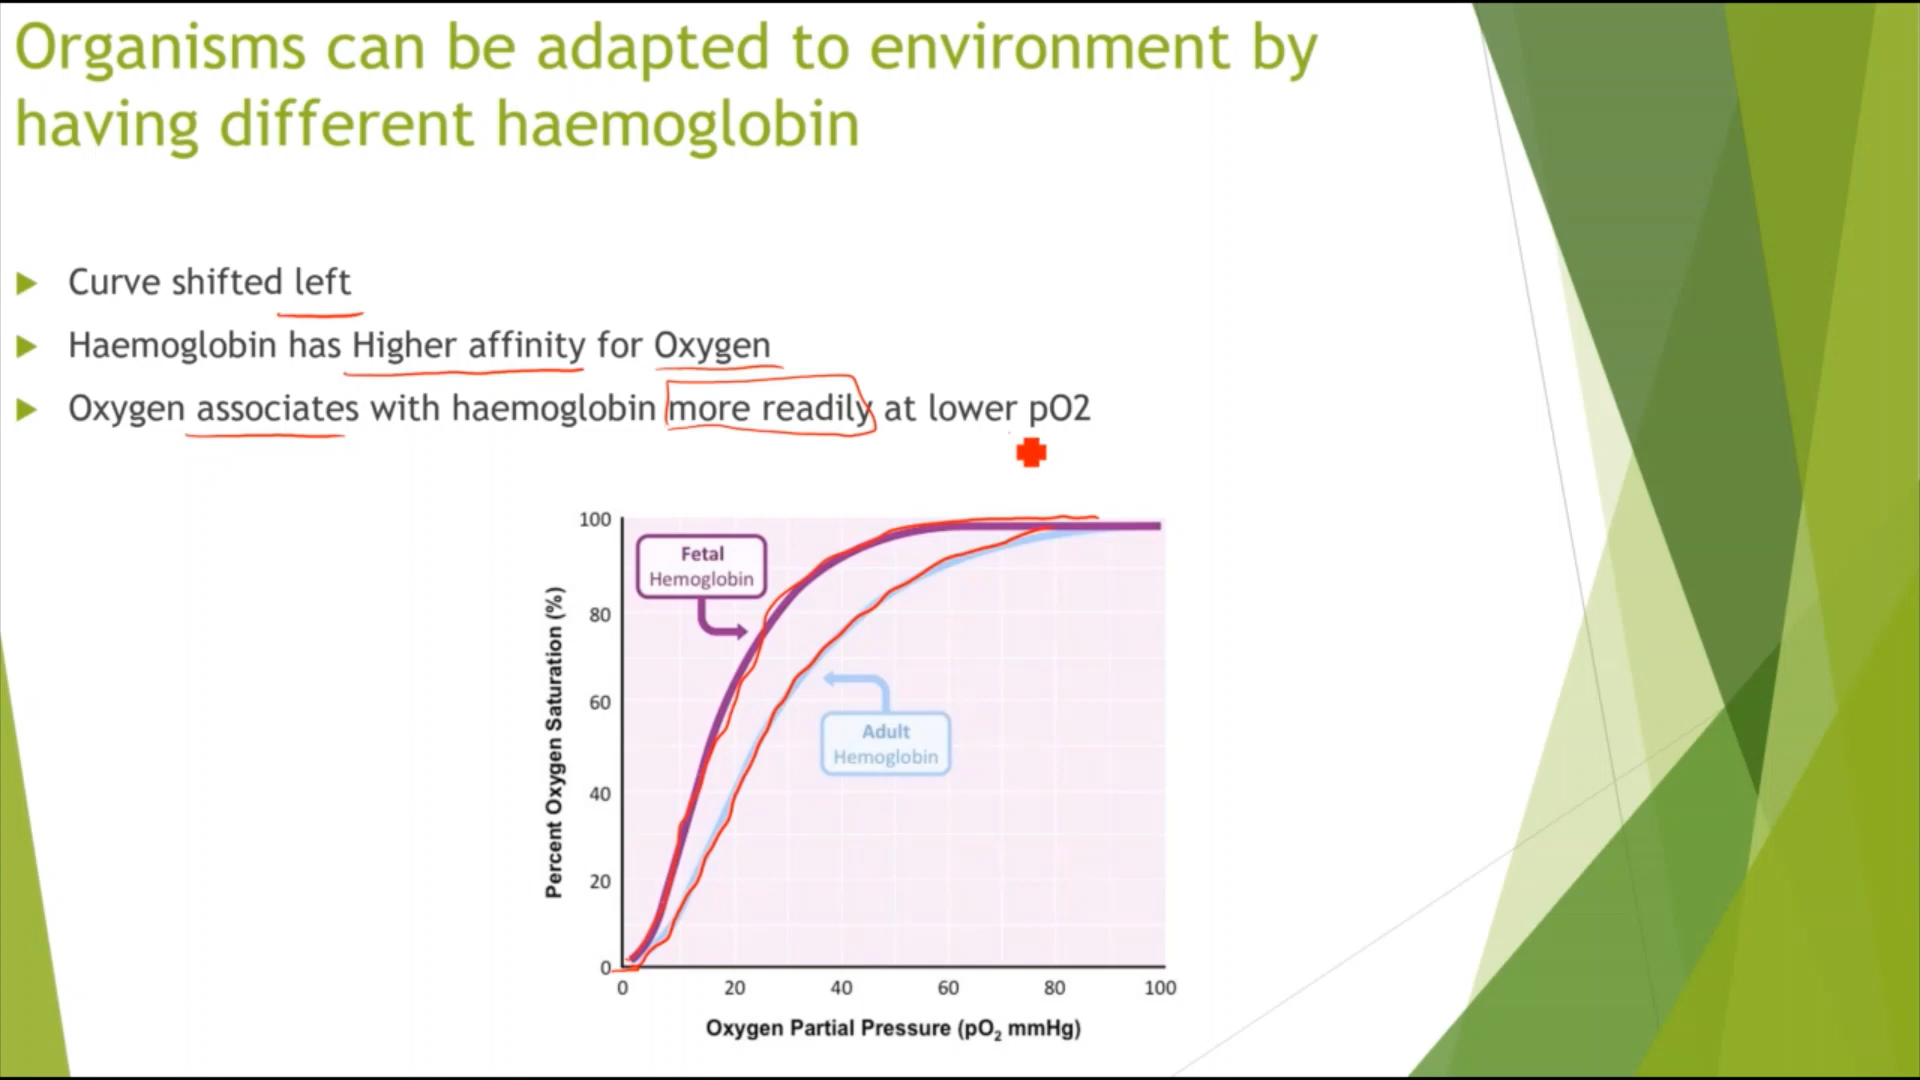 Organisms can be adapted to environment by
having different haemoglobin
Curve shifted left
Haemoglobin has Higher affinity for Oxygen
Oxygen associates with haemoglobin more readily at lower pO2
100
80
60
40
20
0
Percent Oxygen Saturation (%)
Fetal
Hemoglobin
Adult
Hemoglobin
0 20 40 60 80 100
Oxygen Partial Pressure (pO₂ mmHg)